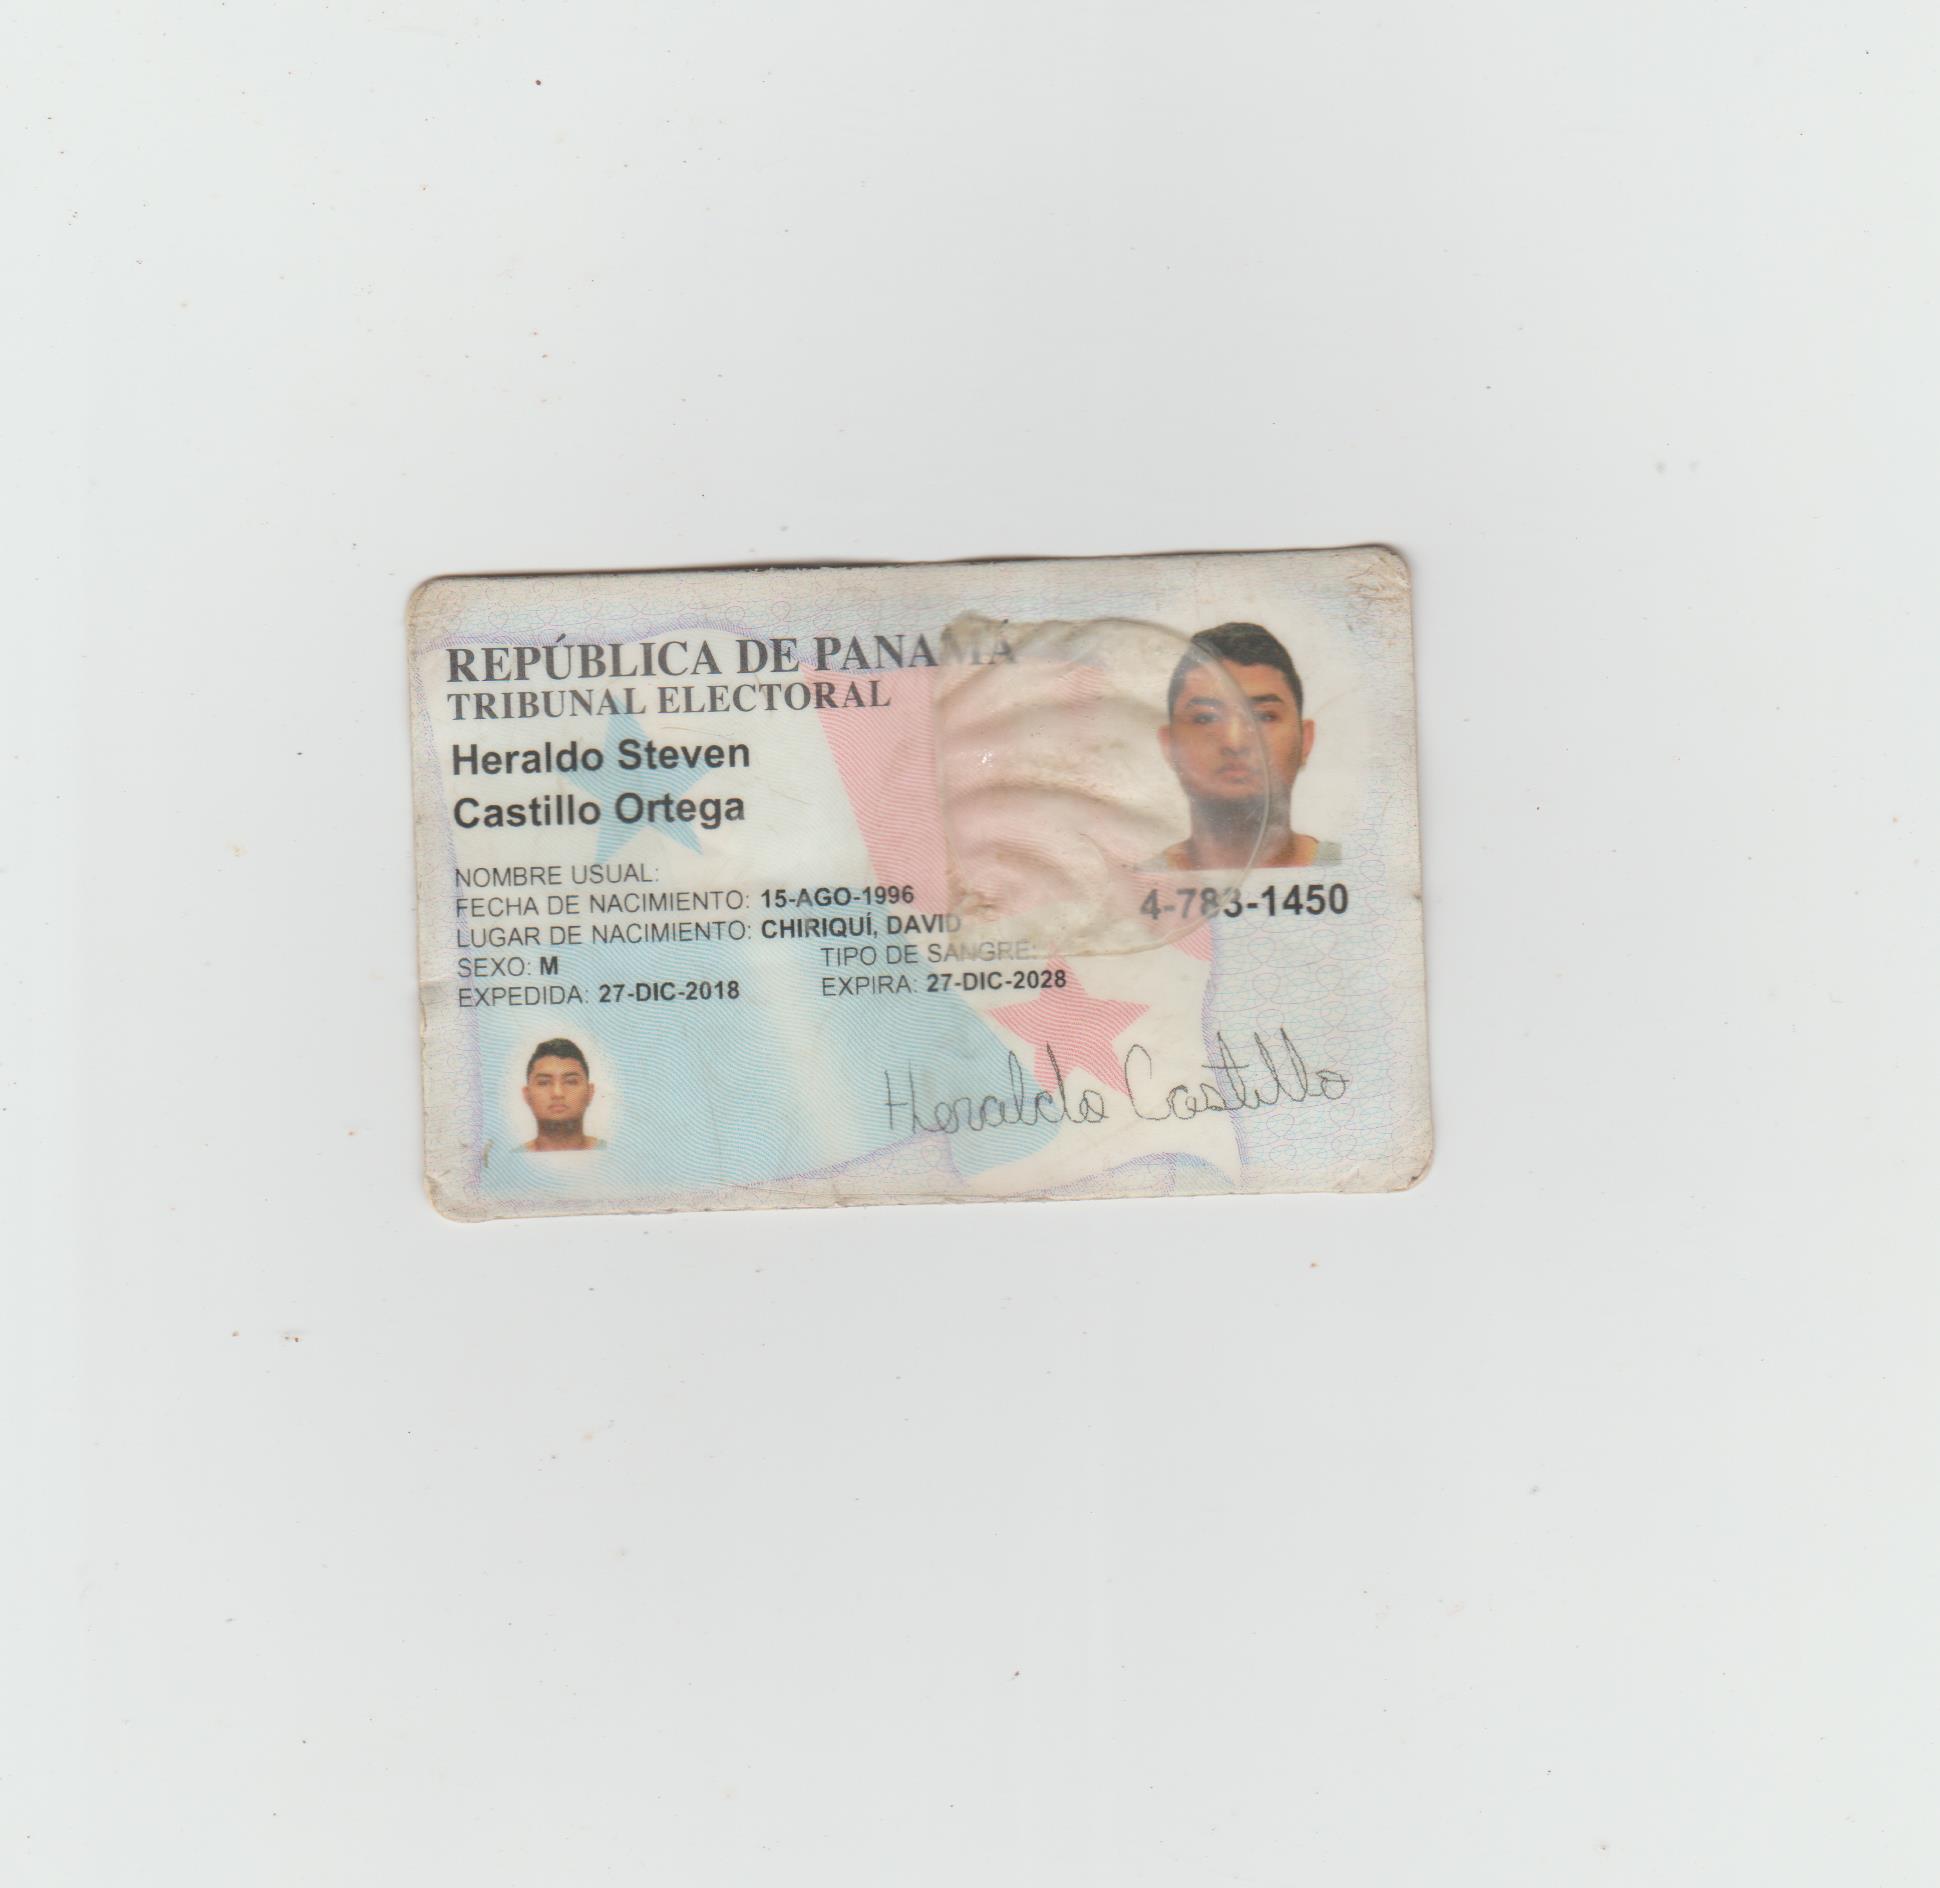 REPÚBLICA DE PANAMÁ
TRIBUNAL ELECTORAL
Heraldo Steven
Castillo Ortega
NOMBRE USUAL:
FECHA DE NACIMIENTO: 15-AGO-1996
LUGAR DE NACIMIENTO: CHIRIQUÍ, DAVID
SEXO: M TIPO DE SANGRE:
EXPEDIDA: 27-DIC-2018 EXPIRA: 27-DIC-2028
4-783-1450
Heraldo Castillo